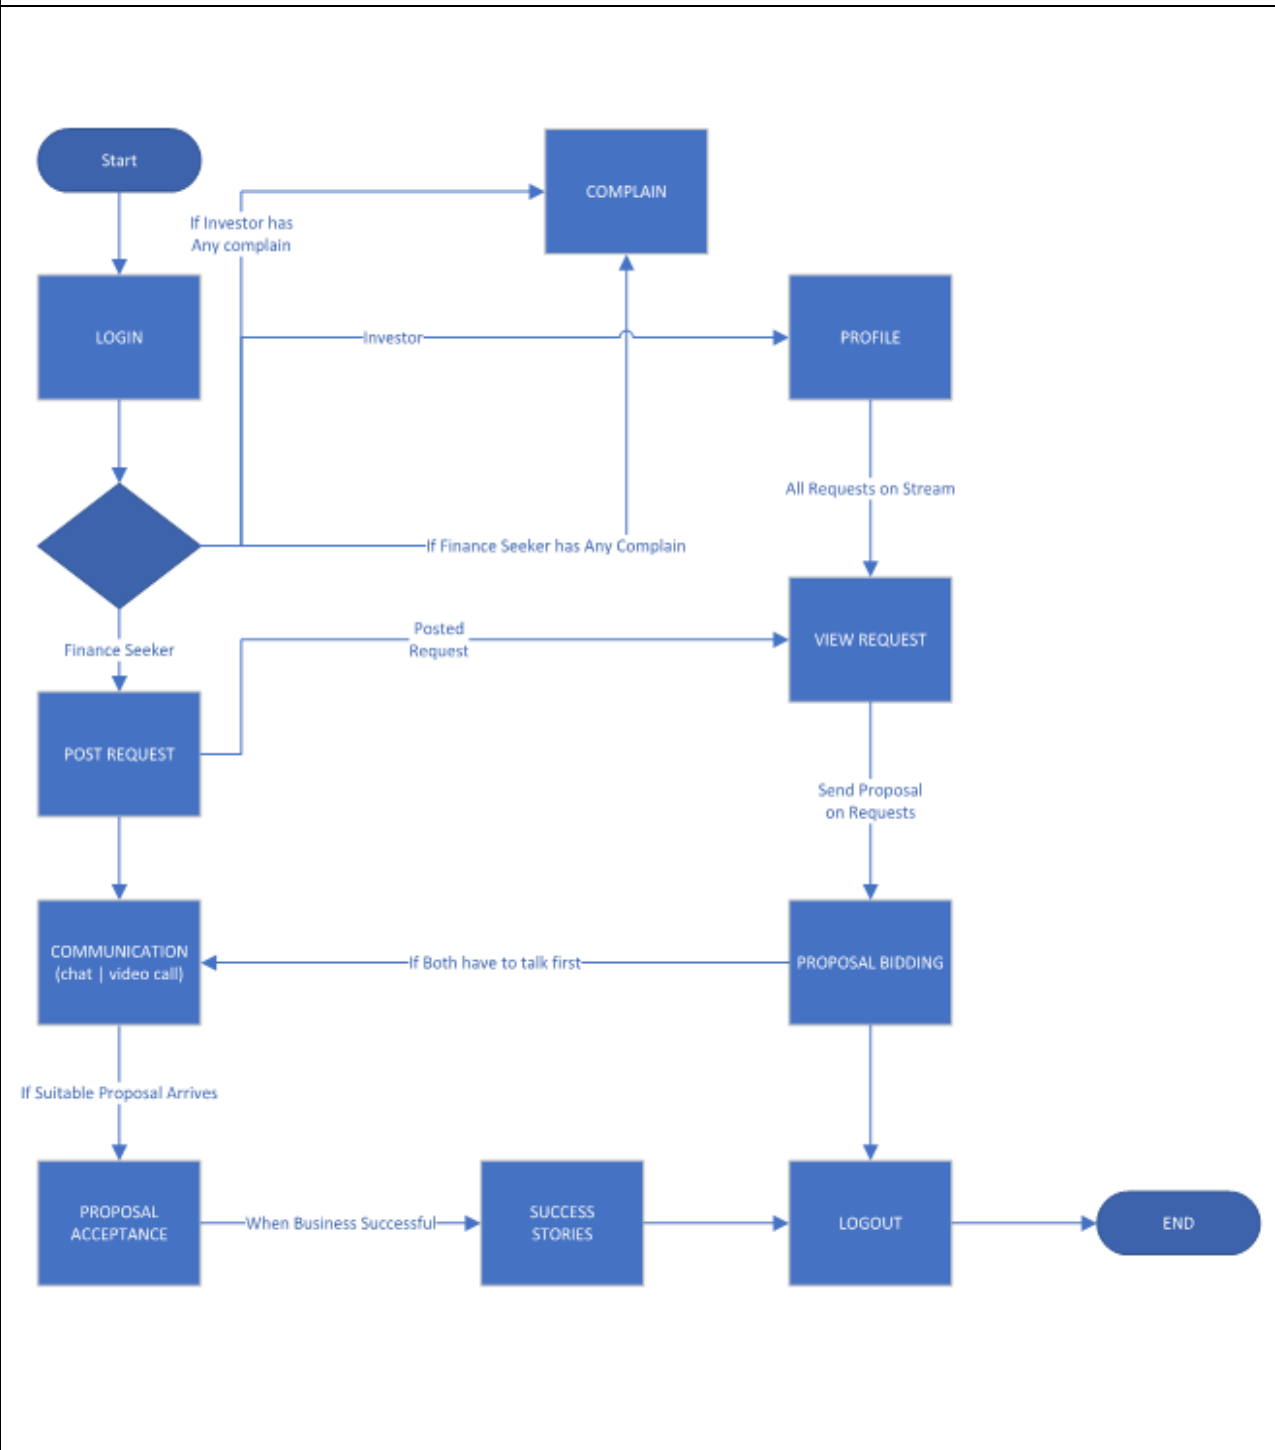 Start
COMPLAIN
If Investor has
Any complain
LOGIN
Investor
PROFILE
All Requests on Stream
If Finance Seeker has Any Complain
Finance Seeker
Posted
Request
VIEW REQUEST
POST REQUEST
Send Proposal
on Requests
COMMUNICATION
(chat | video call)
If Both have to talk first
PROPOSAL BIDDING
If Suitable Proposal Arrives
PROPOSAL
ACCEPTANCE
When Business Successful
SUCCESS
STORIES
LOGOUT
END